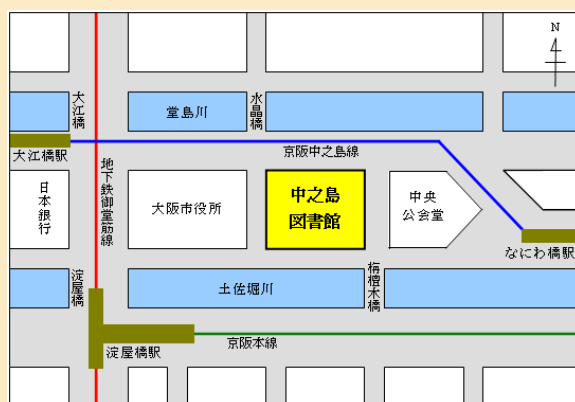 N
大江橋
堂島川
水晶橋
大江橋駅
京阪中之島線
地下鉄御堂筋線
日本銀行
大阪市役所
中之島
図書館
中央
公会堂
なにわ橋駅
淀屋橋
土佐堀川
栴檀木橋
淀屋橋駅
京阪本線